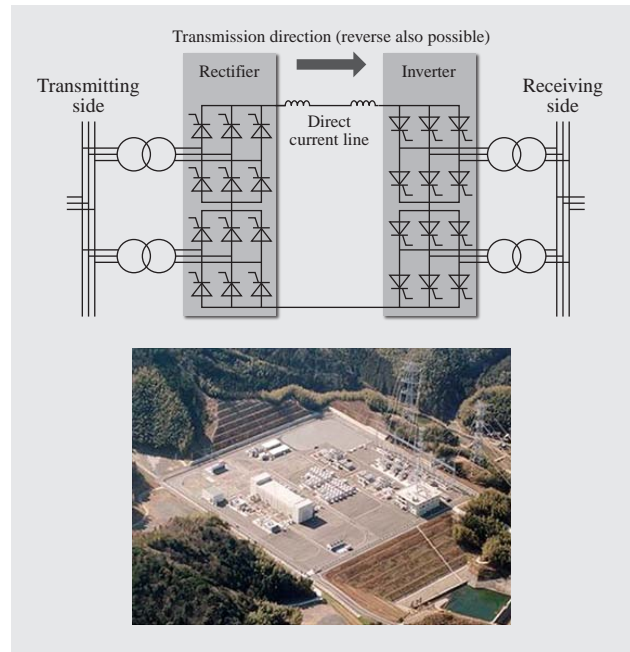 Transmission direction (reverse also possible)
Rectifier
Inverter
Transmitting
side
Receiving
side
Direct
current line